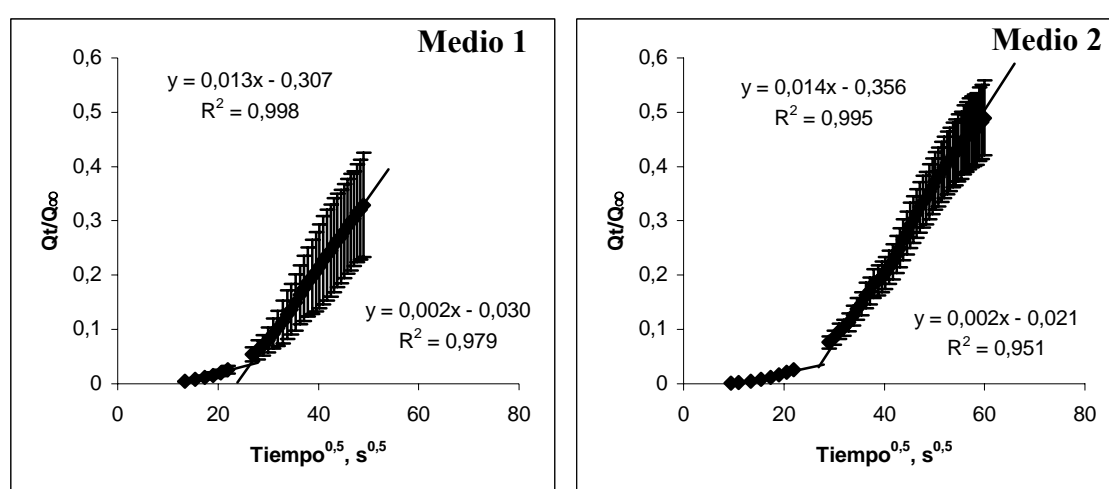 Medio 1
y = 0,013x - 0,307
R² = 0,998
y = 0,002x - 0,030
R² = 0,979
Qt/Q∞
0,6
0,5
0,4
0,3
0,2
0,1
0
0 20 40 60 80
Tiempo^0,5, s^0,5
Medio 2
y = 0,014x - 0,356
R² = 0,995
y = 0,002x - 0,021
R² = 0,951
Qt/Q∞
0,6
0,5
0,4
0,3
0,2
0,1
0
0 20 40 60 80
Tiempo^0,5, s^0,5